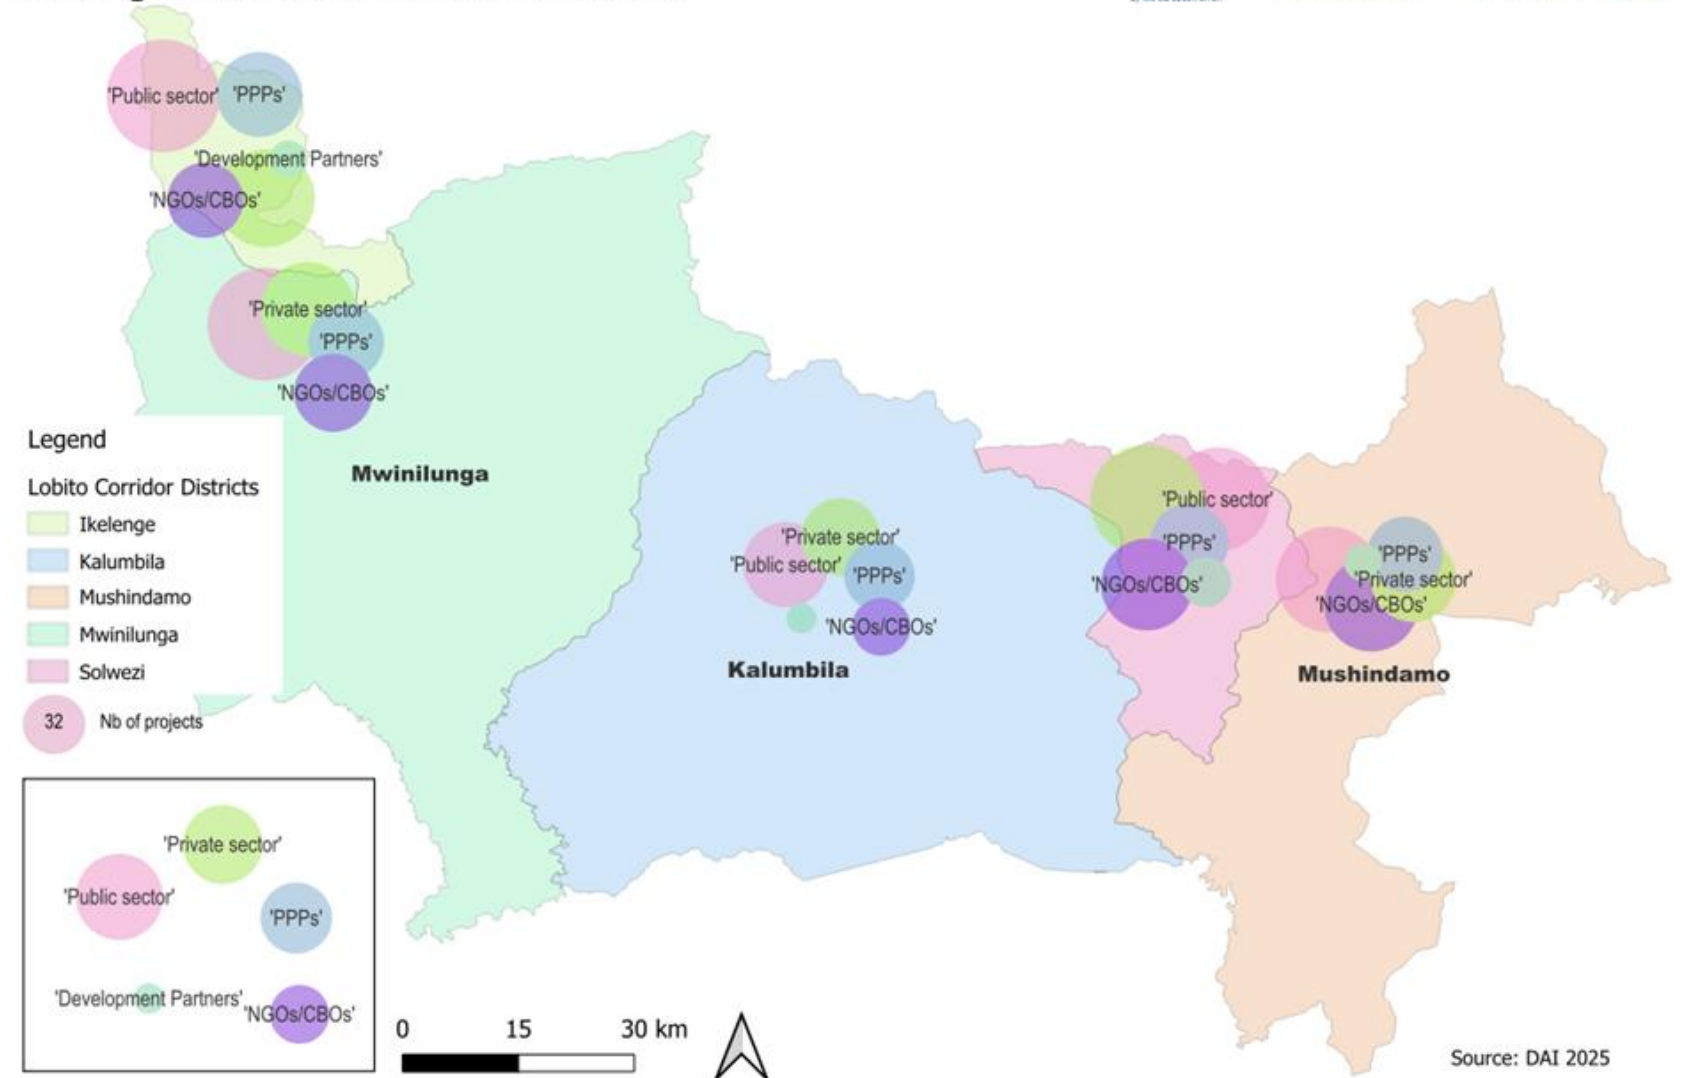 'Public sector'
'PPPs'
'Development Partners'
'NGOs/CBOs'
'Private sector'
'PPPs'
'NGOs/CBOs'
Mwinilunga
'Private sector'
'Public sector'
'PPPs'
'NGOs/CBOs'
Kalumbila
'Public sector'
'PPPs'
'NGOs/CBOs'
'PPPs'
'Private sector'
'NGOs/CBOs'
Mushindamo
Legend
Lobito Corridor Districts
Ikelenge
Kalumbila
Mushindamo
Mwinilunga
Solwezi
32 Nb of projects
'Private sector'
'Public sector'
'PPPs'
'Development Partners'
'NGOs/CBOs'
0 15 30 km
Source: DAI 2025